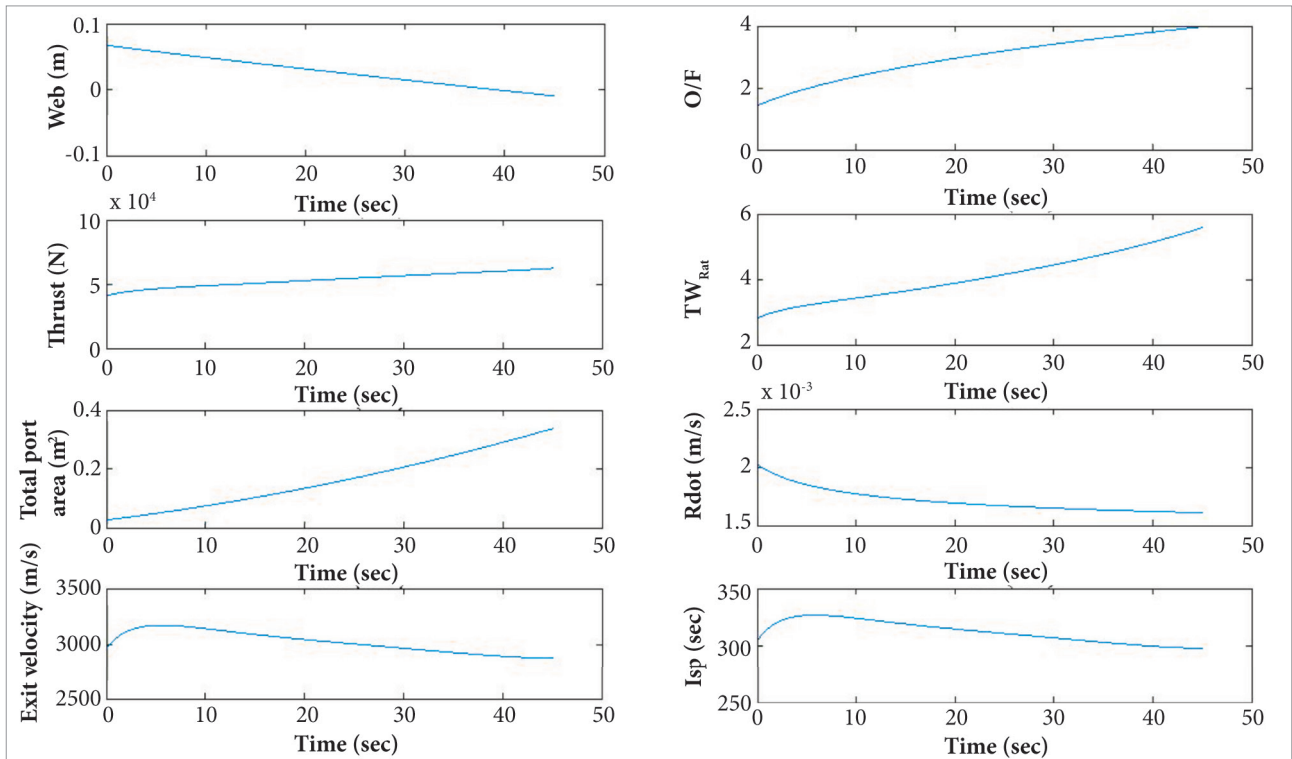 0.1
Web (m)
0
-0.1
0 10 20 30 40 50
Time (sec)
4
O/F
2
0
0 10 20 30 40 50
Time (sec)
x 10⁴
10
Thrust (N)
5
0
0 10 20 30 40 50
Time (sec)
6
TW_Rat
4
2
0 10 20 30 40 50
Time (sec)
0.4
Total port
area (m²)
0.2
0
0 10 20 30 40 50
Time (sec)
x 10⁻³
2.5
Rdot (m/s)
2
1.5
0 10 20 30 40 50
Time (sec)
3500
Exit velocity (m/s)
3000
2500
0 10 20 30 40 50
Time (sec)
350
Isp (sec)
300
250
0 10 20 30 40 50
Time (sec)